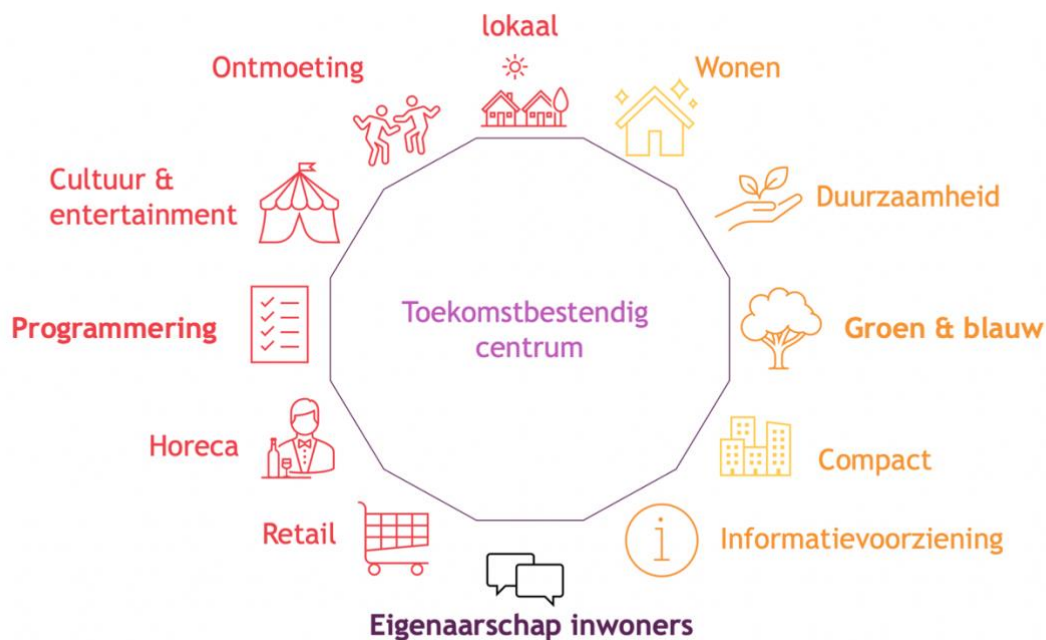 lokaal
Ontmoeting
Wonen
Cultuur &
entertainment
Duurzaamheid
Programmering
Toekomstbestendig
centrum
Groen & blauw
Horeca
Compact
Retail
i
Informatievoorziening
Eigenaarschap inwoners